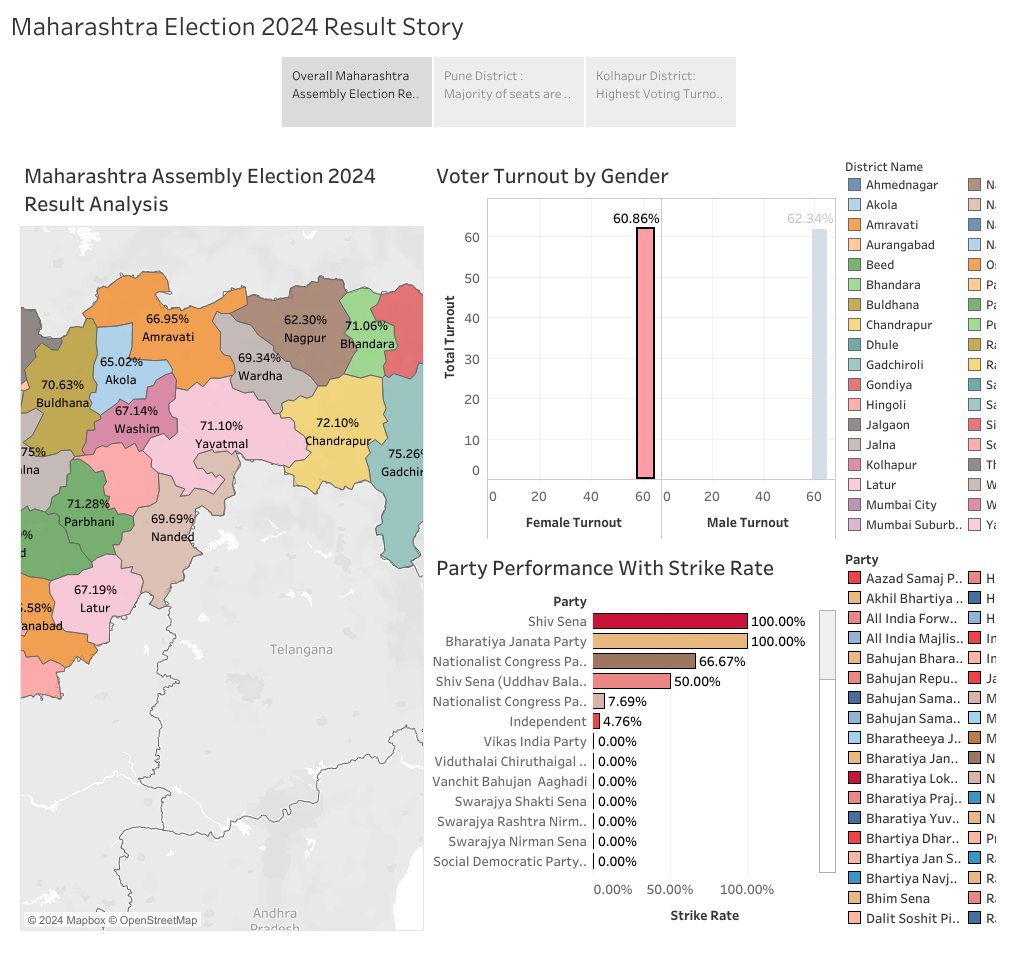 Maharashtra Election 2024 Result Story
Overall Maharashtra
Assembly Election Re..
Pune District :
Majority of seats are ..
Kolhapur District:
Highest Voting Turno..
Maharashtra Assembly Election 2024
Result Analysis
66.95%
Amravati
62.30%
Nagpur
71.06%
Bhandara
65.02%
Akola
69.34%
Wardha
70.63%
Buldhana
67.14%
Washim
71.10%
Yavatmal
72.10%
Chandrapur
75.26%
Gadchir
75%
alna
71.28%
Parbhani
69.69%
Nanded
%
d
67.19%
Latur
.58%
anabad
Telangana
Andhra
Pradesh
© 2024 Mapbox © OpenStreetMap
Voter Turnout by Gender
60.86%
62.34%
Total Turnout
60
50
40
30
20
10
0
0 20 40 60 0 20 40 60
Female Turnout
Male Turnout
Party Performance With Strike Rate
Party
Shiv Sena 100.00%
Bharatiya Janata Party 100.00%
Nationalist Congress Pa.. 66.67%
Shiv Sena (Uddhav Bala.. 50.00%
Nationalist Congress Pa.. 7.69%
Independent 4.76%
Vikas India Party 0.00%
Viduthalai Chiruthaigal .. 0.00%
Vanchit Bahujan Aaghadi 0.00%
Swarajya Shakti Sena 0.00%
Swarajya Rashtra Nirm.. 0.00%
Swarajya Nirman Sena 0.00%
Social Democratic Party.. 0.00%
0.00% 50.00% 100.00%
Strike Rate
District Name
Ahmednagar
Akola
Amravati
Aurangabad
Beed
Bhandara
Buldhana
Chandrapur
Dhule
Gadchiroli
Gondiya
Hingoli
Jalgaon
Jalna
Kolhapur
Latur
Mumbai City
Mumbai Suburb..
Party
Aazad Samaj P..
Akhil Bhartiya ..
All India Forw..
All India Majlis..
Bahujan Bhara..
Bahujan Repu..
Bahujan Sama..
Bahujan Sama..
Bharatheeya J..
Bharatiya Jan..
Bharatiya Lok..
Bharatiya Praj..
Bharatiya Yuv..
Bhartiya Dhar..
Bhartiya Jan S..
Bhartiya Navj..
Bhim Sena
Dalit Soshit Pi..